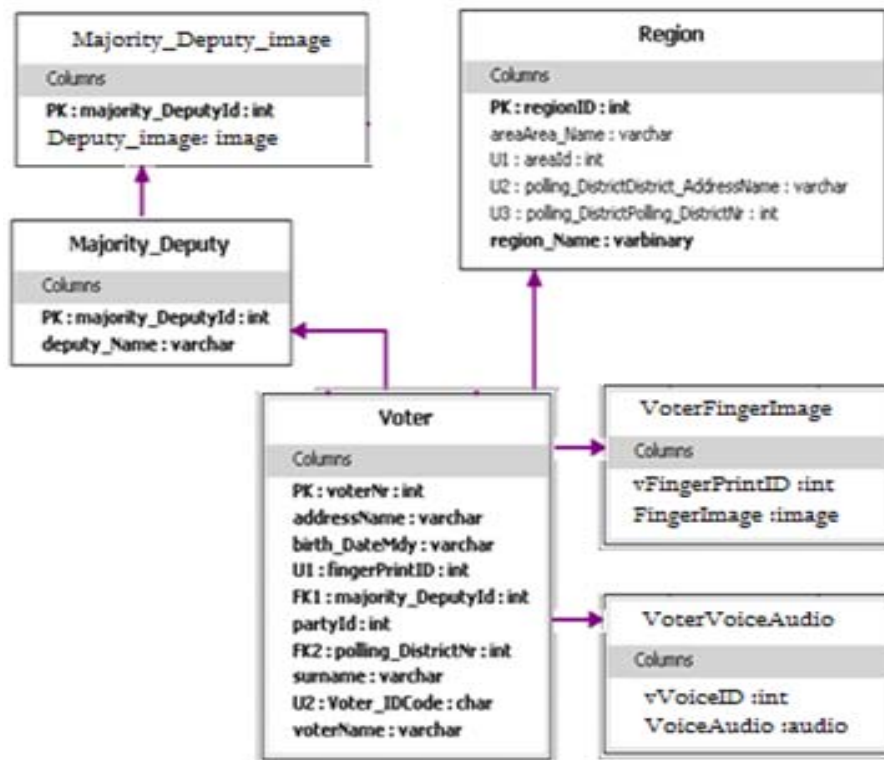 Majority_Deputy_image
Columns
PK : majority_DeputyId : int
Deputy_image: image
Region
Columns
PK : regionID : int
areaArea_Name : varchar
U1 : areaId : int
U2 : polling_DistrictDistrict_AddressName : varchar
U3 : polling_DistrictPolling_DistrictNr : int
region_Name : varbinary
Majority_Deputy
Columns
PK : majority_DeputyId : int
deputy_Name : varchar
Voter
Columns
PK : voterNr : int
addressName : varchar
birth_DateMdy : varchar
U1 : fingerPrintID : int
FK1 : majority_DeputyId : int
partyId : int
FK2 : polling_DistrictNr : int
surname : varchar
U2 : Voter_IDCode : char
voterName : varchar
VoterFingerImage
Columns
vFingerPrintID :int
FingerImage :image
VoterVoiceAudio
Columns
vVoiceID :int
VoiceAudio :audio